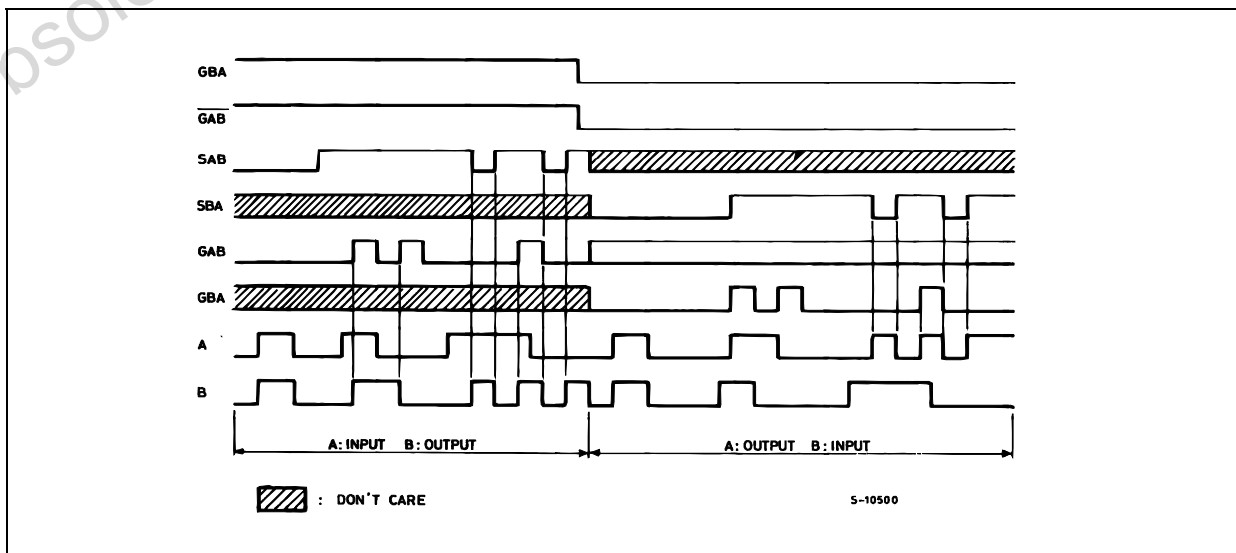 GBA
GAB
SAB
SBA
GAB
GBA
A
B
A: INPUT B: OUTPUT
A: OUTPUT B: INPUT
: DON'T CARE
S-10500